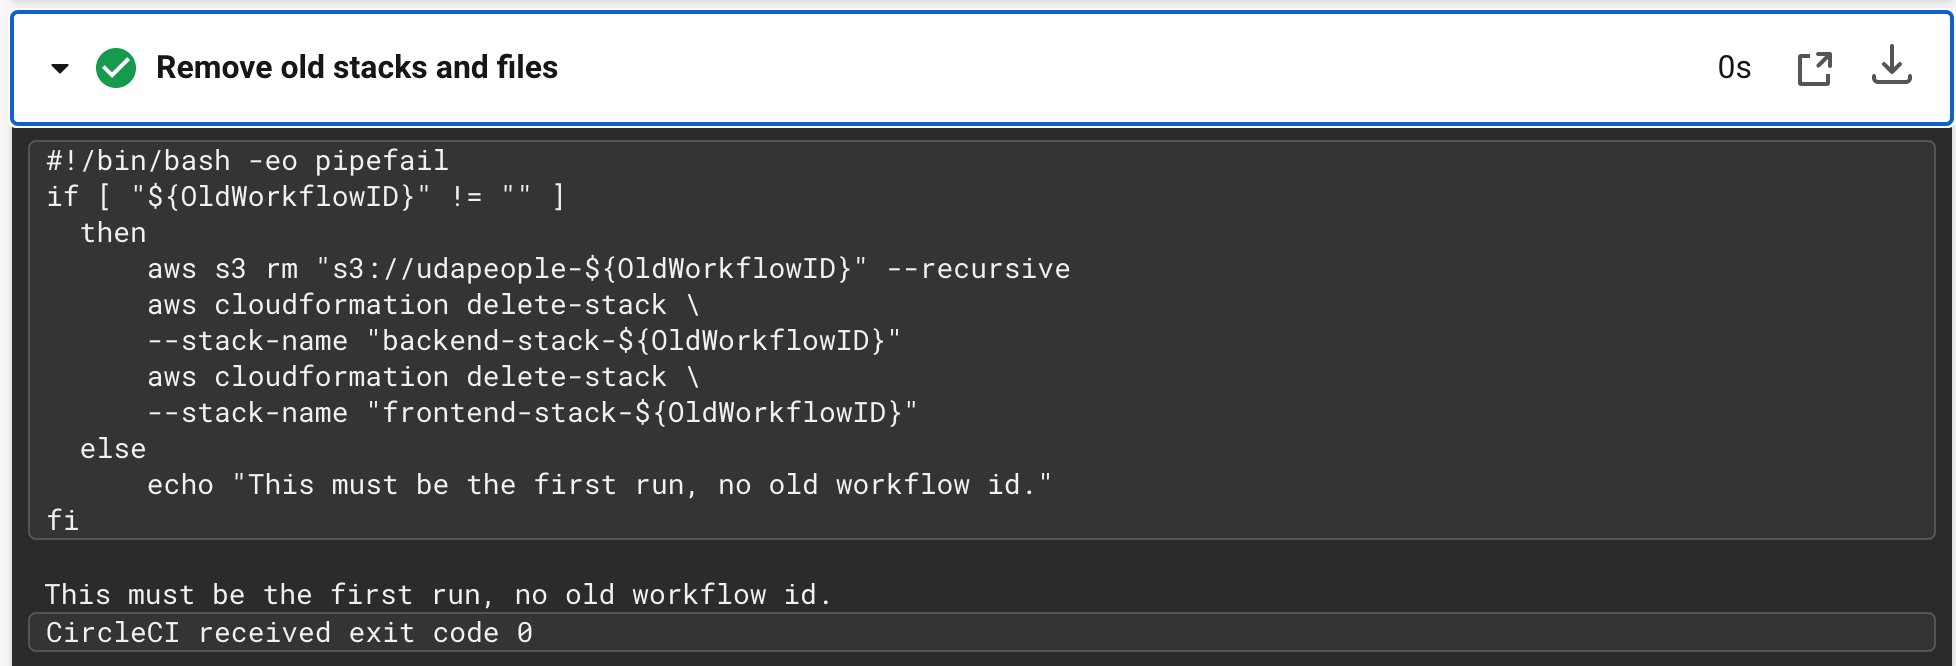 Remove old stacks and files
0s
#!/bin/bash -eo pipefail
if [ "${OldWorkflowID}" != "" ]
  then
      aws s3 rm "s3://udapeople-${OldWorkflowID}" --recursive
      aws cloudformation delete-stack \
      --stack-name "backend-stack-${OldWorkflowID}"
      aws cloudformation delete-stack \
      --stack-name "frontend-stack-${OldWorkflowID}"
  else
      echo "This must be the first run, no old workflow id."
fi
This must be the first run, no old workflow id.
CircleCI received exit code 0